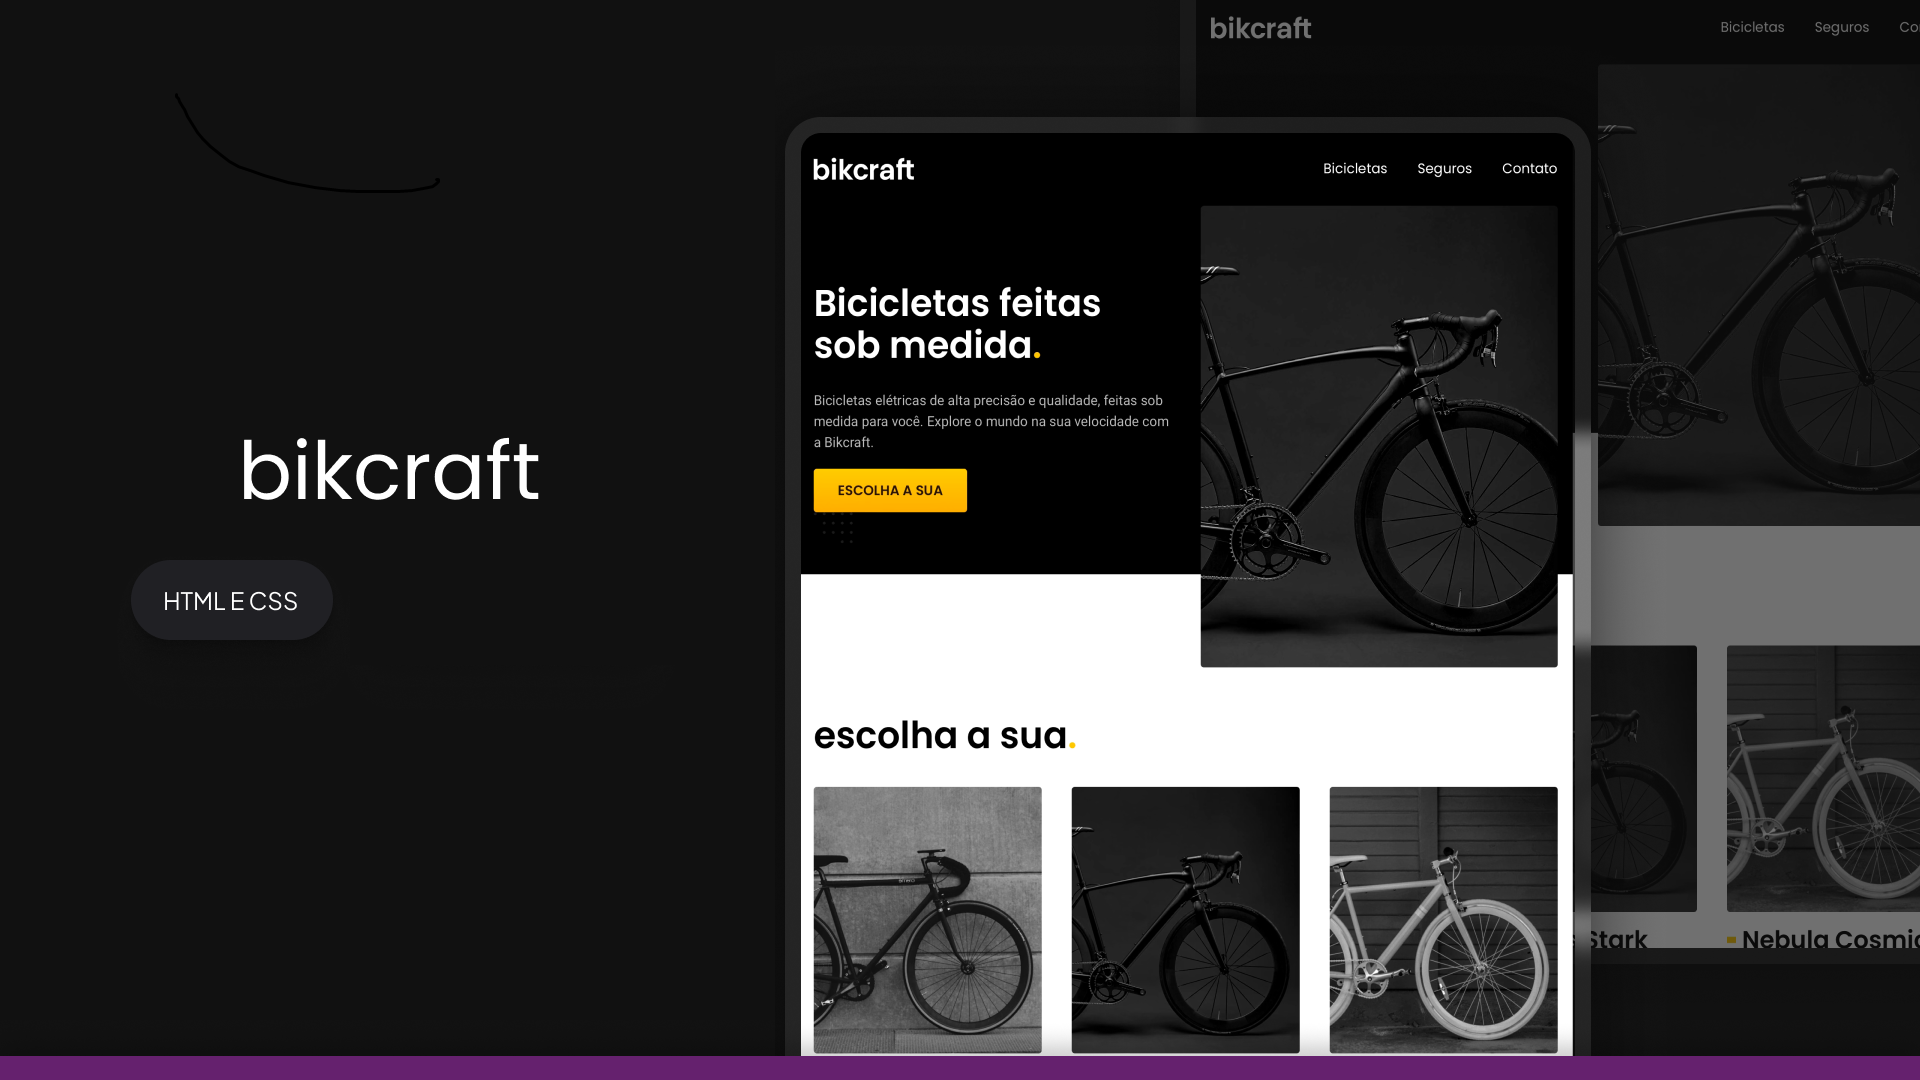 bikcraft
HTML E CSS
bikcraft
Bicicletas
Seguros
Contato
Bicicletas feitas
sob medida.
Bicicletas elétricas de alta precisão e qualidade, feitas sob
medida para você. Explore o mundo na sua velocidade com
a Bikcraft.
ESCOLHA A SUA
escolha a sua.
bikcraft
Bicicletas
Seguros
Stark
Nebula Cosmic